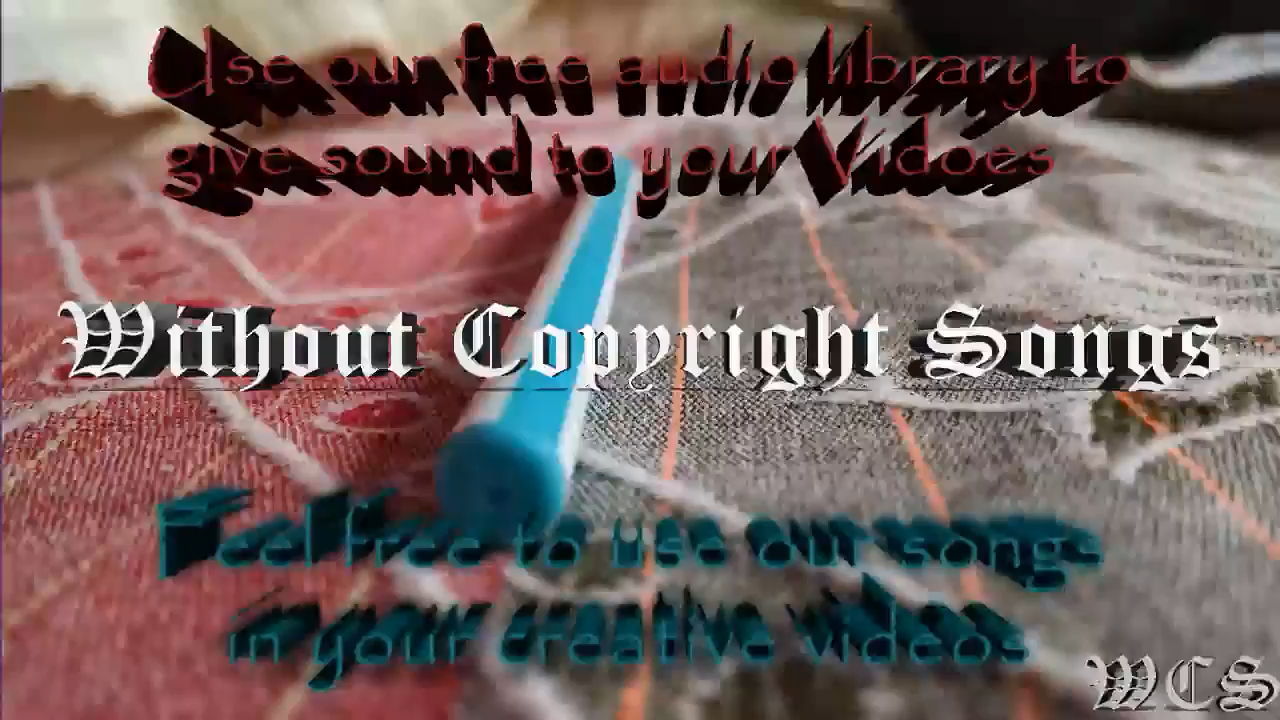 Use our free audio library to
give sound to your Vidoes
Without Copyright Songs
Feel free to use our songs
in your creative videos
WCS